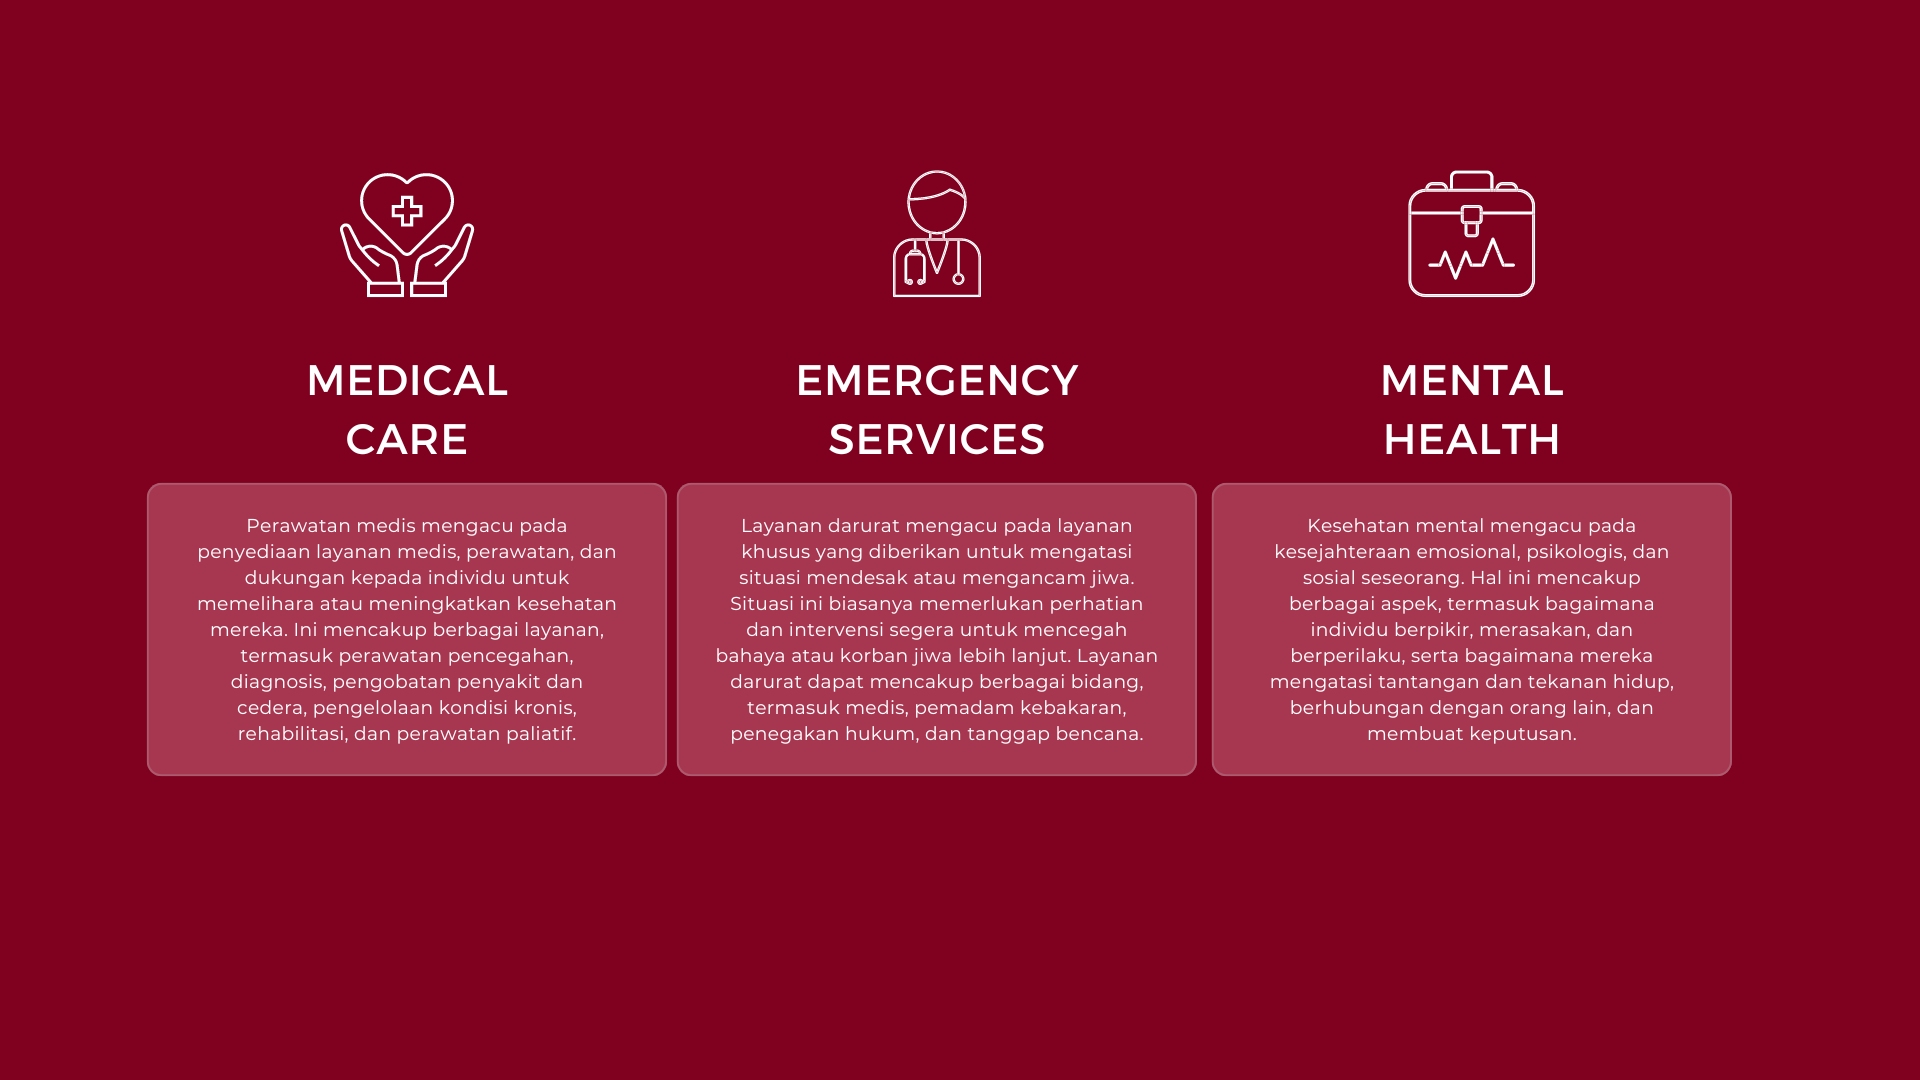 MEDICAL
CARE
Perawatan medis mengacu pada
penyediaan layanan medis, perawatan, dan
dukungan kepada individu untuk
memelihara atau meningkatkan kesehatan
mereka. Ini mencakup berbagai layanan,
termasuk perawatan pencegahan,
diagnosis, pengobatan penyakit dan
cedera, pengelolaan kondisi kronis,
rehabilitasi, dan perawatan paliatif.
EMERGENCY
SERVICES
Layanan darurat mengacu pada layanan
khusus yang diberikan untuk mengatasi
situasi mendesak atau mengancam jiwa.
Situasi ini biasanya memerlukan perhatian
dan intervensi segera untuk mencegah
bahaya atau korban jiwa lebih lanjut. Layanan
darurat dapat mencakup berbagai bidang,
termasuk medis, pemadam kebakaran,
penegakan hukum, dan tanggap bencana.
MENTAL
HEALTH
Kesehatan mental mengacu pada
kesejahteraan emosional, psikologis, dan
sosial seseorang. Hal ini mencakup
berbagai aspek, termasuk bagaimana
individu berpikir, merasakan, dan
berperilaku, serta bagaimana mereka
mengatasi tantangan dan tekanan hidup,
berhubungan dengan orang lain, dan
membuat keputusan.